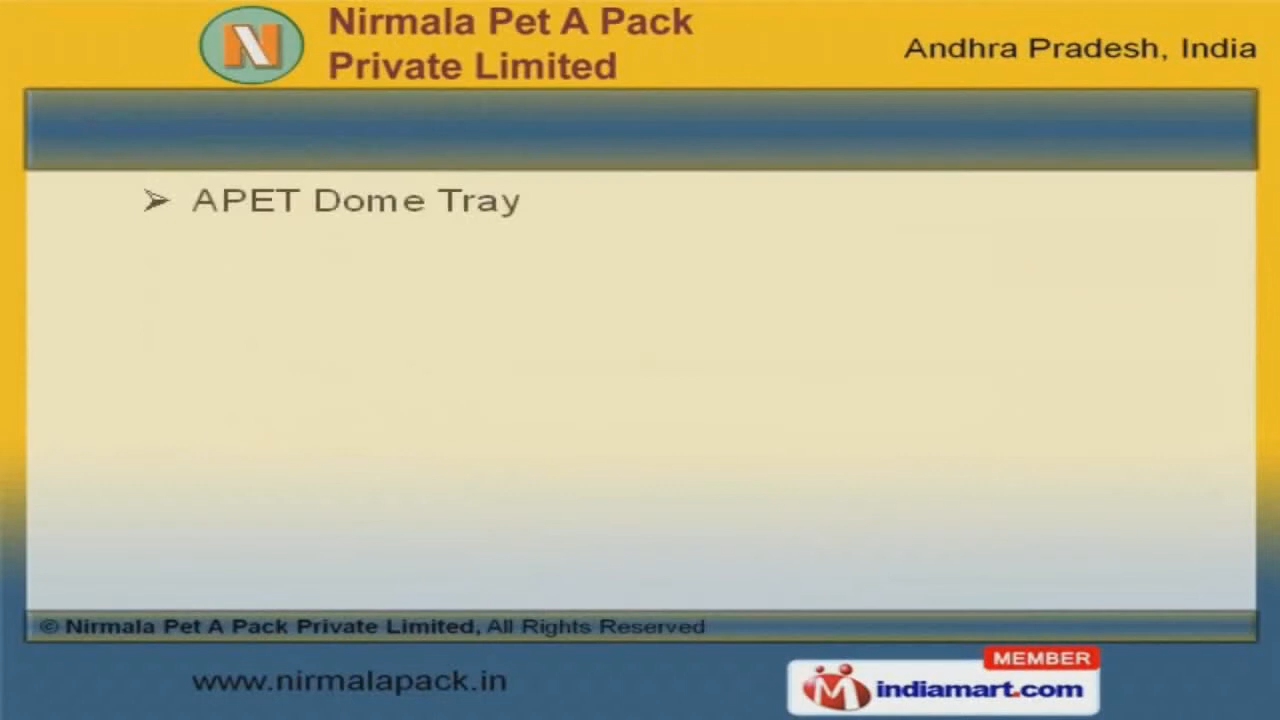 N
Nirmala Pet A Pack
Private Limited
Andhra Pradesh, India
➢ APET Dome Tray
© Nirmala Pet A Pack Private Limited, All Rights Reserved
www.nirmalapack.in
MEMBER
indiamart.com